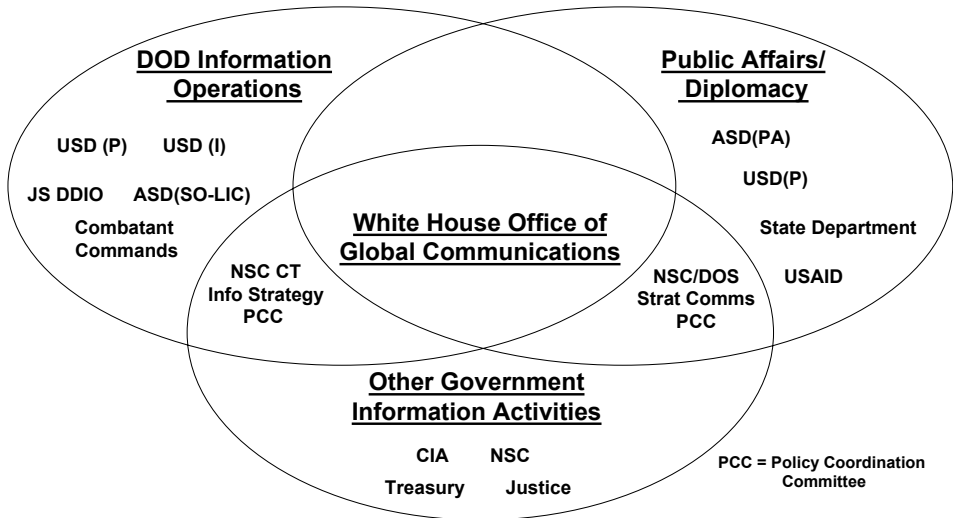 DOD Information
Operations
USD (P) USD (I)
JS DDIO ASD(SO-LIC)
Combatant
Commands
Public Affairs/
Diplomacy
ASD(PA)
USD(P)
State Department
USAID
White House Office of
Global Communications
NSC CT
Info Strategy
PCC
NSC/DOS
Strat Comms
PCC
Other Government
Information Activities
CIA NSC
Treasury Justice
PCC = Policy Coordination
Committee